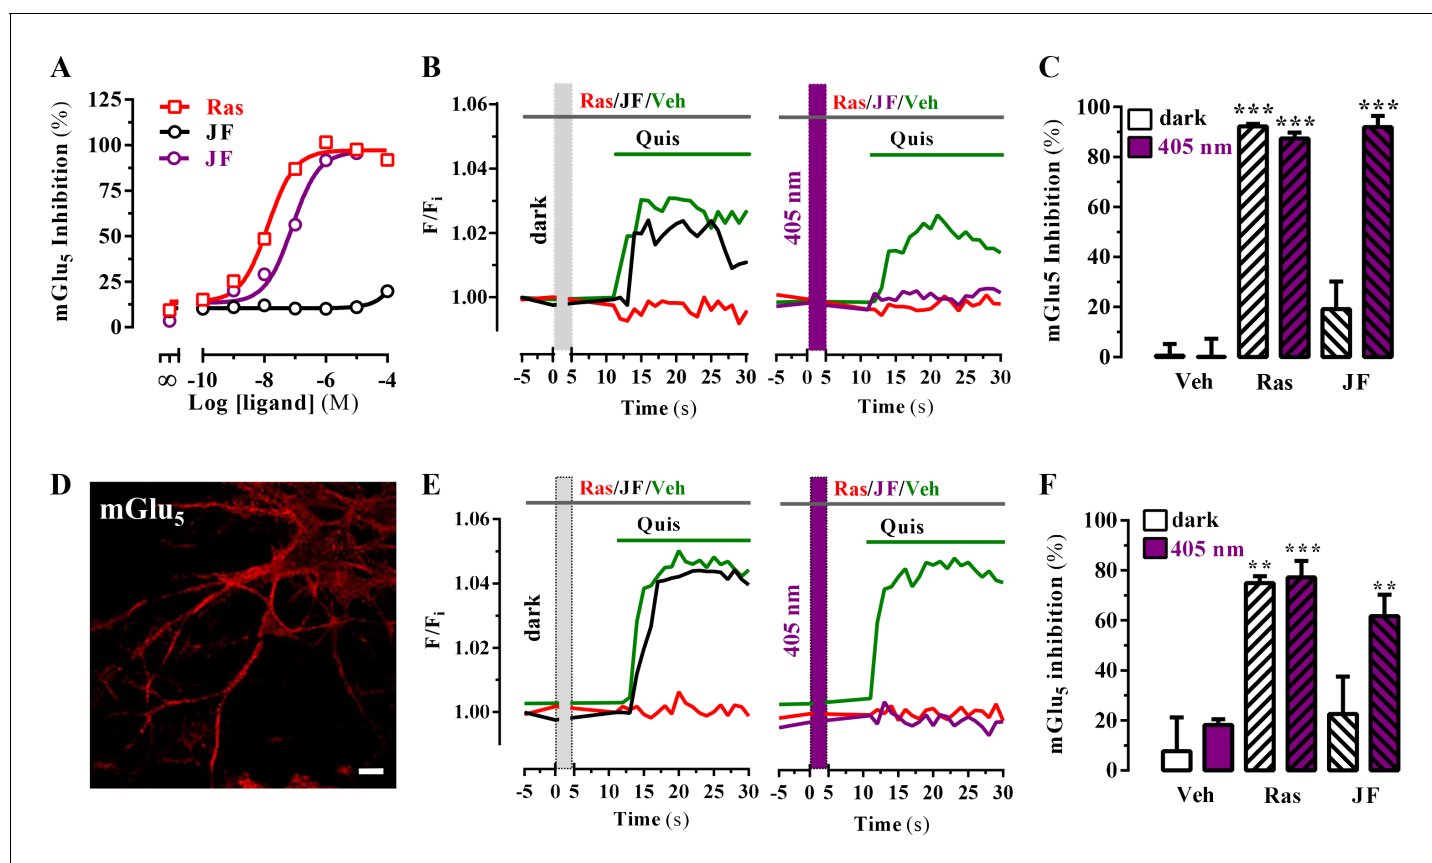 A
mGlu5 Inhibition (%)
125
100
75
50
25
0
Ras
JF
JF
∞ -10 -8 -6 -4
Log [ligand] (M)
B
F/Fi
1.06
1.04
1.02
1.00
Ras/JF/Veh
Quis
dark
-5 0 5 10 15 20 25 30
Time (s)
Ras/JF/Veh
Quis
405 nm
-5 0 5 10 15 20 25 30
Time (s)
C
mGlu5 Inhibition (%)
100
80
60
40
20
0
dark
405 nm
*** *** ***
Veh Ras JF
D
mGlu5
E
F/Fi
1.06
1.04
1.02
1.00
Ras/JF/Veh
Quis
dark
-5 0 5 10 15 20 25 30
Time (s)
Ras/JF/Veh
Quis
405 nm
-5 0 5 10 15 20 25 30
Time (s)
F
mGlu5 inhibition (%)
100
80
60
40
20
0
dark
405 nm
** *** **
Veh Ras JF